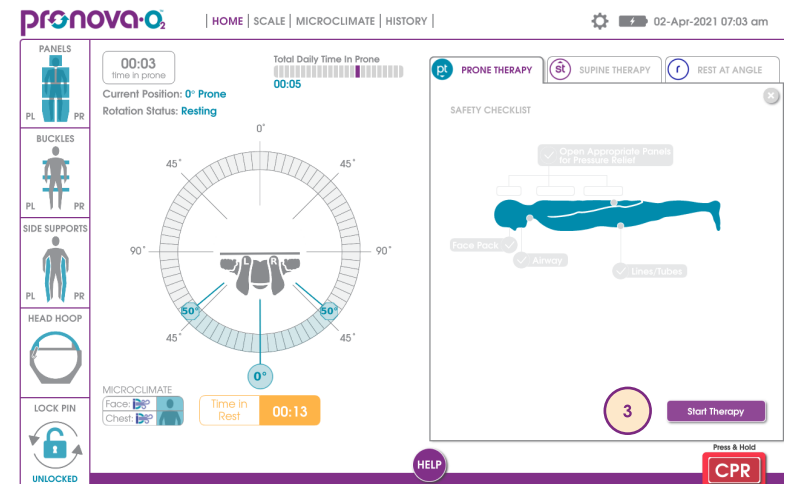 pronova·O2
HOME | SCALE | MICROCLIMATE | HISTORY |
02-Apr-2021 07:03 am
PANELS
PL PR
BUCKLES
PL PR
SIDE SUPPORTS
PL PR
HEAD HOOP
LOCK PIN
UNLOCKED
00:03
time in prone
Total Daily Time In Prone
00:05
Current Position: 0° Prone
Rotation Status: Resting
0°
45° 45°
90° 90°
L R
50° 50°
45° 45°
0°
MICROCLIMATE
Face:
Chest:
Time in
Rest
00:13
pt PRONE THERAPY
st SUPINE THERAPY
r REST AT ANGLE
SAFETY CHECKLIST
Open Appropriate Panels
for Pressure Relief
Face Pack
Airway
Lines/Tubes
3
Start Therapy
HELP
Press & Hold
CPR